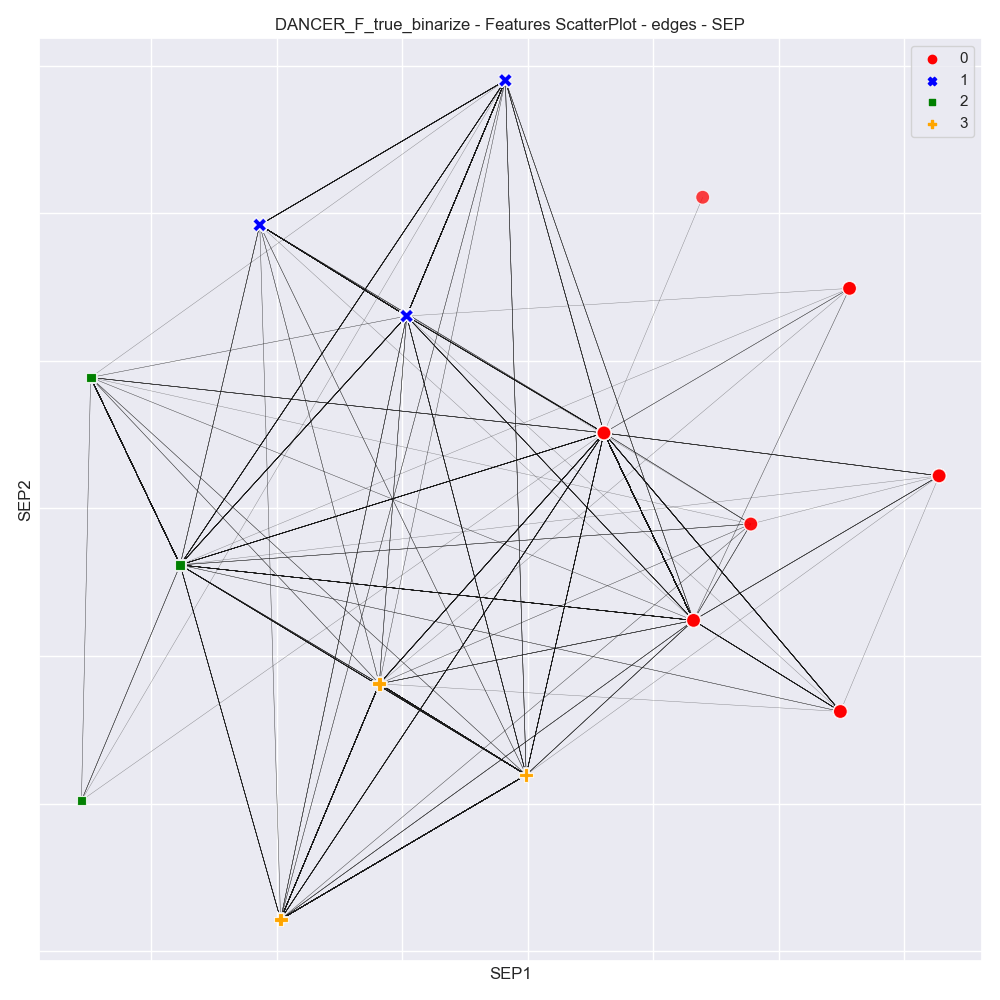 DANCER_F_true_binarize - Features ScatterPlot - edges - SEP
0
1
2
3
SEP2
SEP1